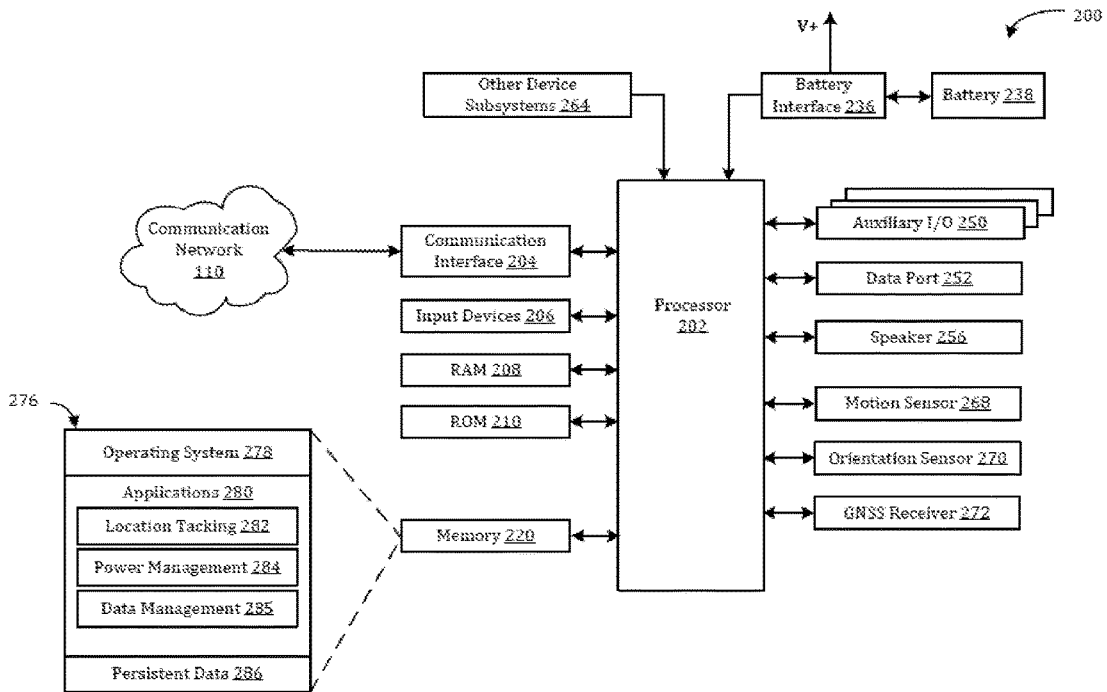 V+
200
Other Device
Subsystems 264
Battery
Interface 236
Battery 238
Communication
Network
110
Communication
Interface 204
Auxiliary I/O 250
Processor
202
Data Port 252
Input Devices 206
Speaker 256
RAM 208
Motion Sensor 268
ROM 210
Orientation Sensor 270
GNSS Receiver 272
Memory 220
276
Operating System 278
Applications 280
Location Tacking 282
Power Management 284
Data Management 285
Persistent Data 286